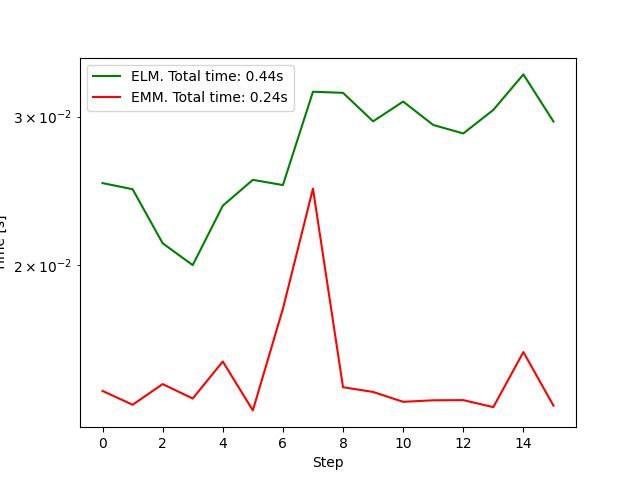 ELM. Total time: 0.44s
EMM. Total time: 0.24s
3 × 10⁻²
2 × 10⁻²
Time [s]
0 2 4 6 8 10 12 14
Step